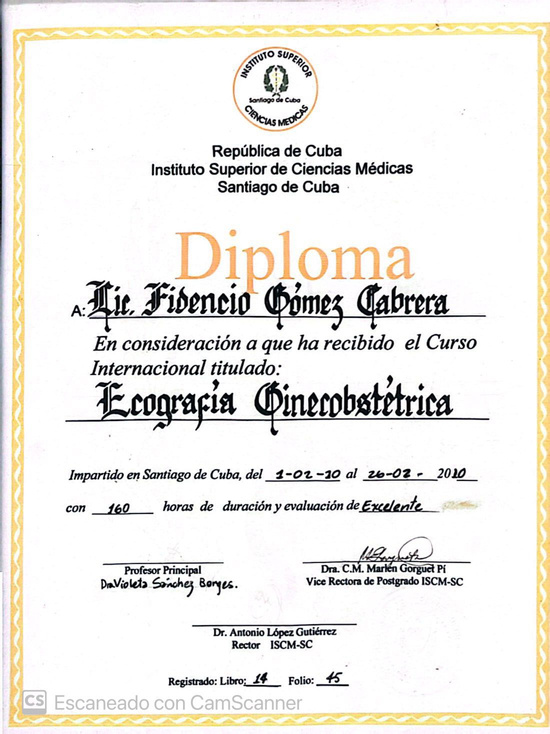 INSTITUTO SUPERIOR
Santiago de Cuba
CIENCIAS MEDICAS
República de Cuba
Instituto Superior de Ciencias Médicas
Santiago de Cuba
Diploma
A: Lic. Fidencio Gómez Cabrera
En consideración a que ha recibido el Curso
Internacional titulado:
Ecografía Ginecobstétrica
Impartido en Santiago de Cuba, del 1-02-10 al 26-02- 2010
con 160 horas de duración y evaluación de Excelente
Profesor Principal
Dra. Violeta Sánchez Borges.
Dra. C.M. Marlén Gorguet Pí
Vice Rectora de Postgrado ISCM-SC
Dr. Antonio López Gutiérrez
Rector ISCM-SC
Registrado: Libro: 14 Folio: 45
CS Escaneado con CamScanner